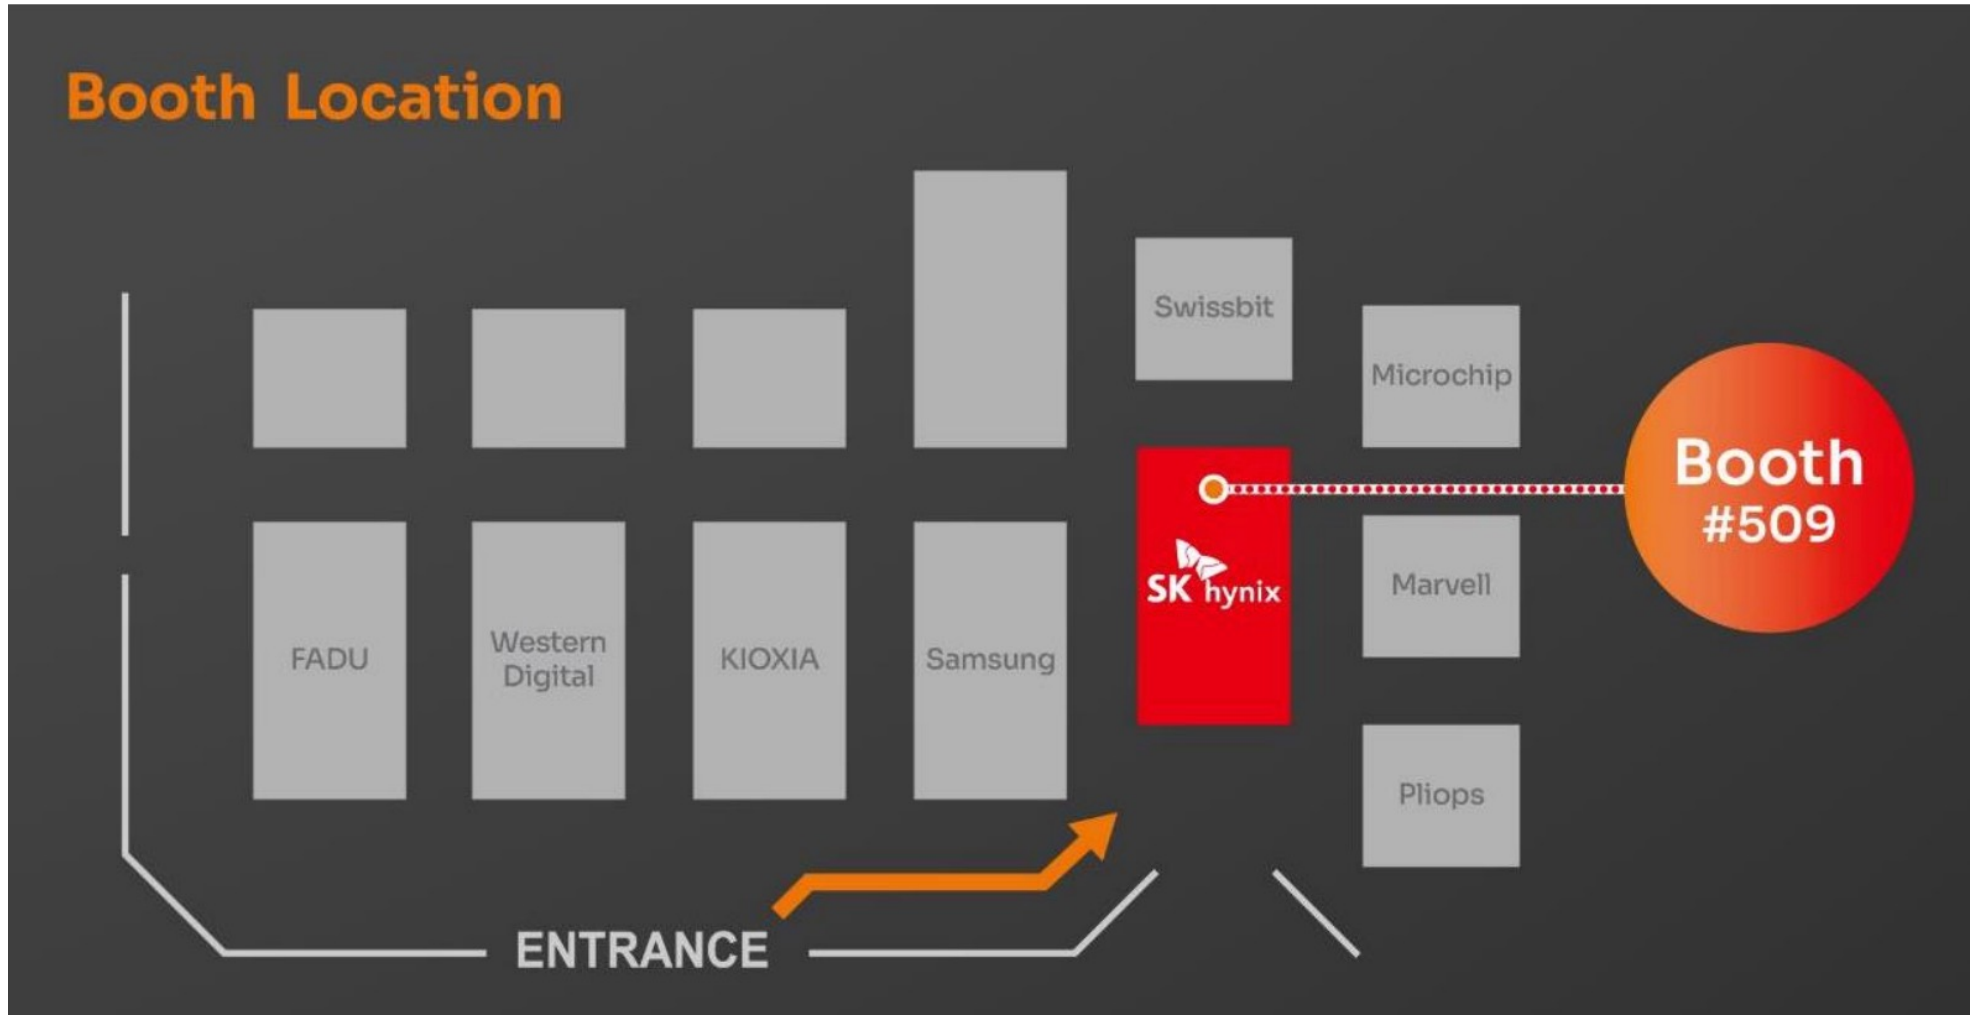 Booth Location
Swissbit
Microchip
Booth
#509
SK hynix
Marvell
FADU
Western
Digital
KIOXIA
Samsung
Pliops
ENTRANCE